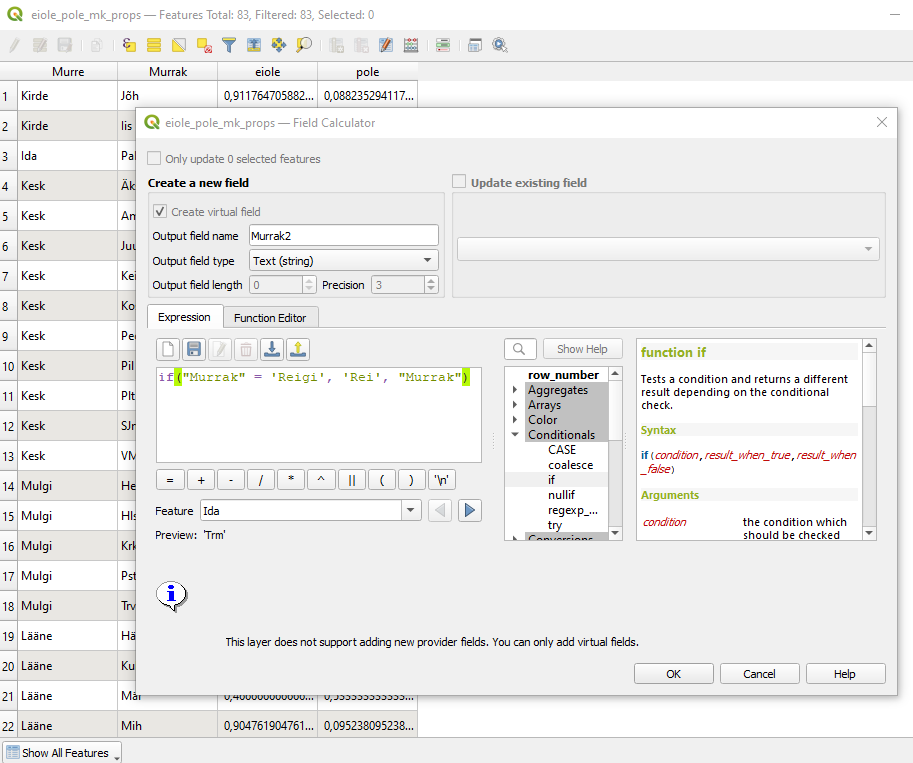 eiole_pole_mk_props — Features Total: 83, Filtered: 83, Selected: 0
Murre Murrak eiole pole
1 Kirde Jõh 0,911764705882... 0,088235294117...
eiole_pole_mk_props — Field Calculator
2 Kirde Iis
3 Ida Pal
Only update 0 selected features
4 Kesk Äk
Create a new field
Update existing field
5 Kesk Am
Create virtual field
6 Kesk Juu
Output field name Murrak2
7 Kesk Kei
Output field type Text (string)
8 Kesk Kos
Output field length 0 Precision 3
9 Kesk Pee
Expression Function Editor
10 Kesk Pil
Show Help
11 Kesk Plt
if("Murrak" = 'Reigi', 'Rei', "Murrak")
12 Kesk SJn
13 Kesk VM
14 Mulgi He
15 Mulgi Hls
16 Mulgi Krk
17 Mulgi Pst
18 Mulgi Trv
19 Lääne Hä
20 Lääne Ku
21 Lääne Mar
22 Lääne Mih 0,904761904761... 0,095238095238...
row_number
Aggregates
Arrays
Color
Conditionals
CASE
coalesce
if
nullif
regexp_...
try
Conversions
function if
Tests a condition and returns a different
result depending on the conditional
check.
Syntax
if(condition,result_when_true,result_when
_false)
Arguments
condition the condition which
should be checked
= + - / * ^ || ( ) '\n'
Feature Ida
Preview: 'Trm'
This layer does not support adding new provider fields. You can only add virtual fields.
OK Cancel Help
Show All Features